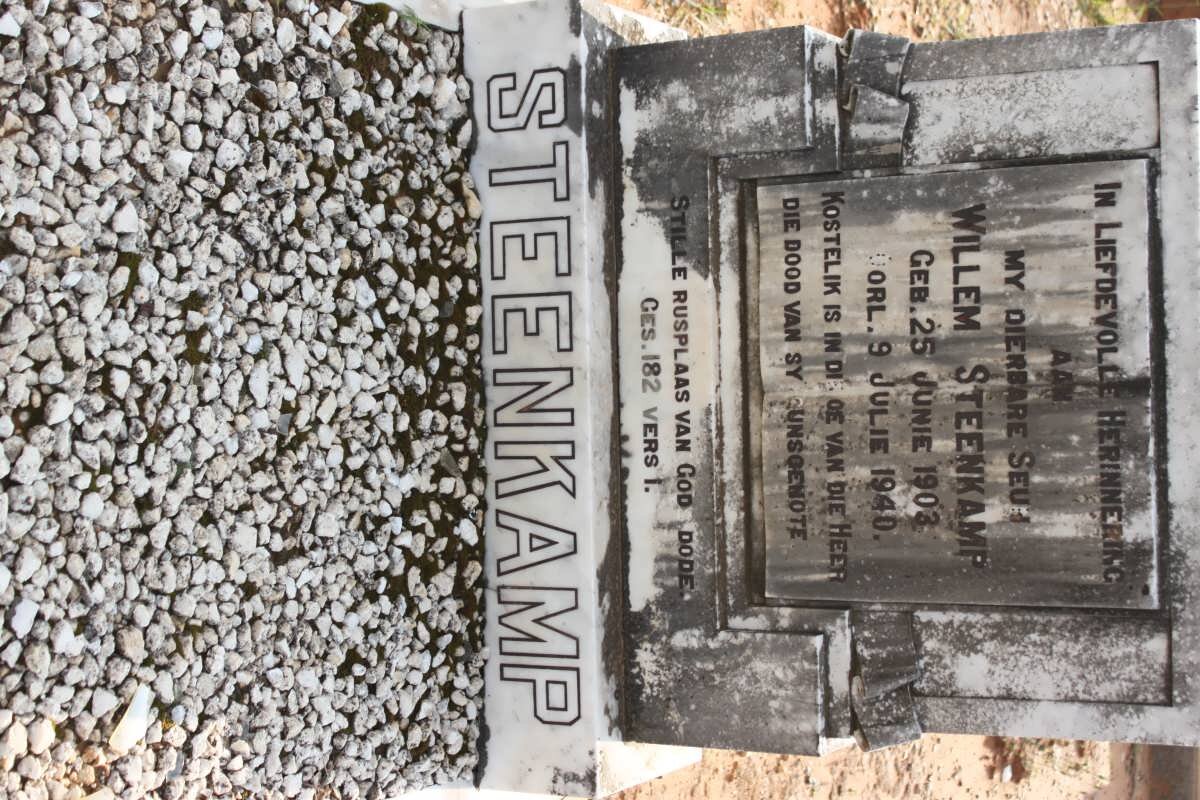 IN LIEFDEVOLLE HERINNERING
AAN
MY DIERBARE SEUN
WILLEM STEENKAMP
GEB. 25 JUNIE 1903
OORL. 9 JULIE 1940.
KOSTELIK IS IN DIE OË VAN DIE HEER
DIE DOOD VAN SY GUNSGENOTE
STILLE RUSPLAAS VAN GOD DODE.
GES. 182 VERS 1.
STEENKAMP